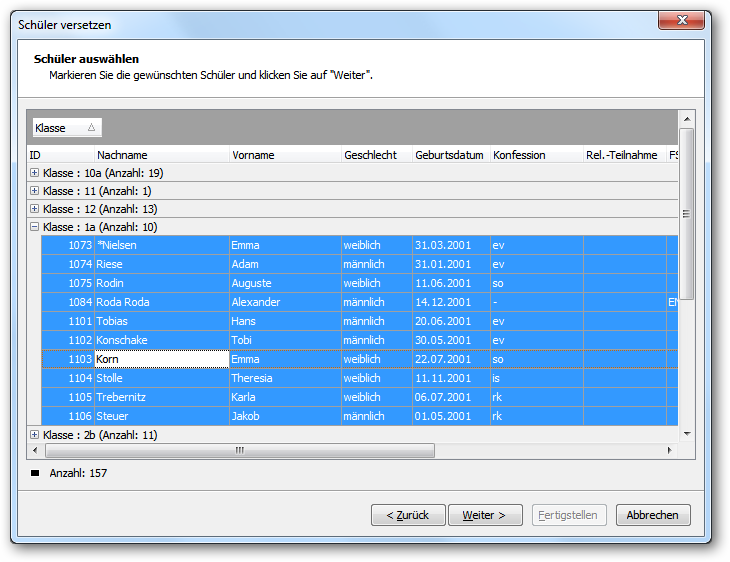 Schüler versetzen
Schüler auswählen
Markieren Sie die gewünschten Schüler und klicken Sie auf "Weiter".
Klasse
ID Nachname Vorname Geschlecht Geburtsdatum Konfession Rel.-Teilnahme FS
Klasse : 10a (Anzahl: 19)
Klasse : 11 (Anzahl: 1)
Klasse : 12 (Anzahl: 13)
Klasse : 1a (Anzahl: 10)
1073 *Nielsen Emma weiblich 31.03.2001 ev
1074 Riese Adam männlich 31.01.2001 ev
1075 Rodin Auguste weiblich 11.06.2001 so
1084 Roda Roda Alexander männlich 14.12.2001 - EN
1101 Tobias Hans männlich 20.06.2001 ev
1102 Konschake Tobi männlich 30.05.2001 ev
1103 Korn Emma weiblich 22.07.2001 so
1104 Stolle Theresia weiblich 11.11.2001 is
1105 Trebernitz Karla weiblich 06.07.2001 rk
1106 Steuer Jakob männlich 01.05.2001 rk
Klasse : 2b (Anzahl: 11)
Anzahl: 157
< Zurück Weiter > Fertigstellen Abbrechen